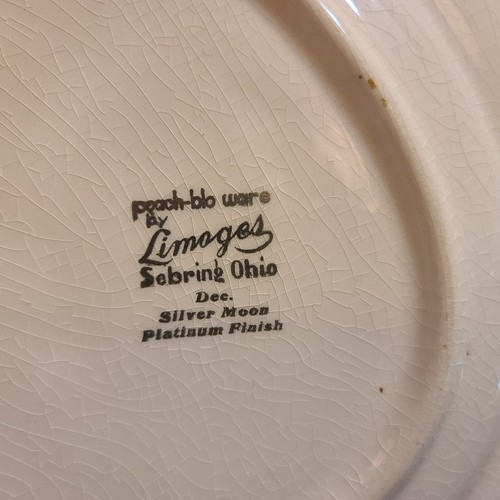 peach-blo ware
by
Limoges
Sebring Ohio
Dec.
Silver Moon
Platinum Finish